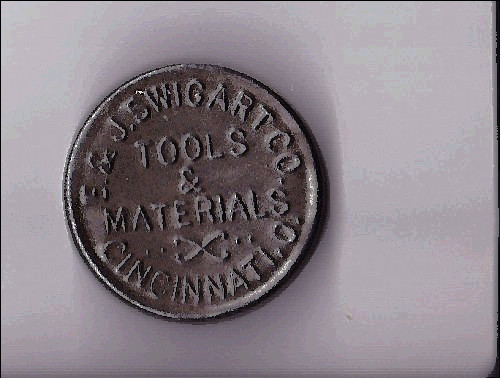 E. & J. SWIGART CO.
TOOLS
&
MATERIALS
CINCINNATI. O.